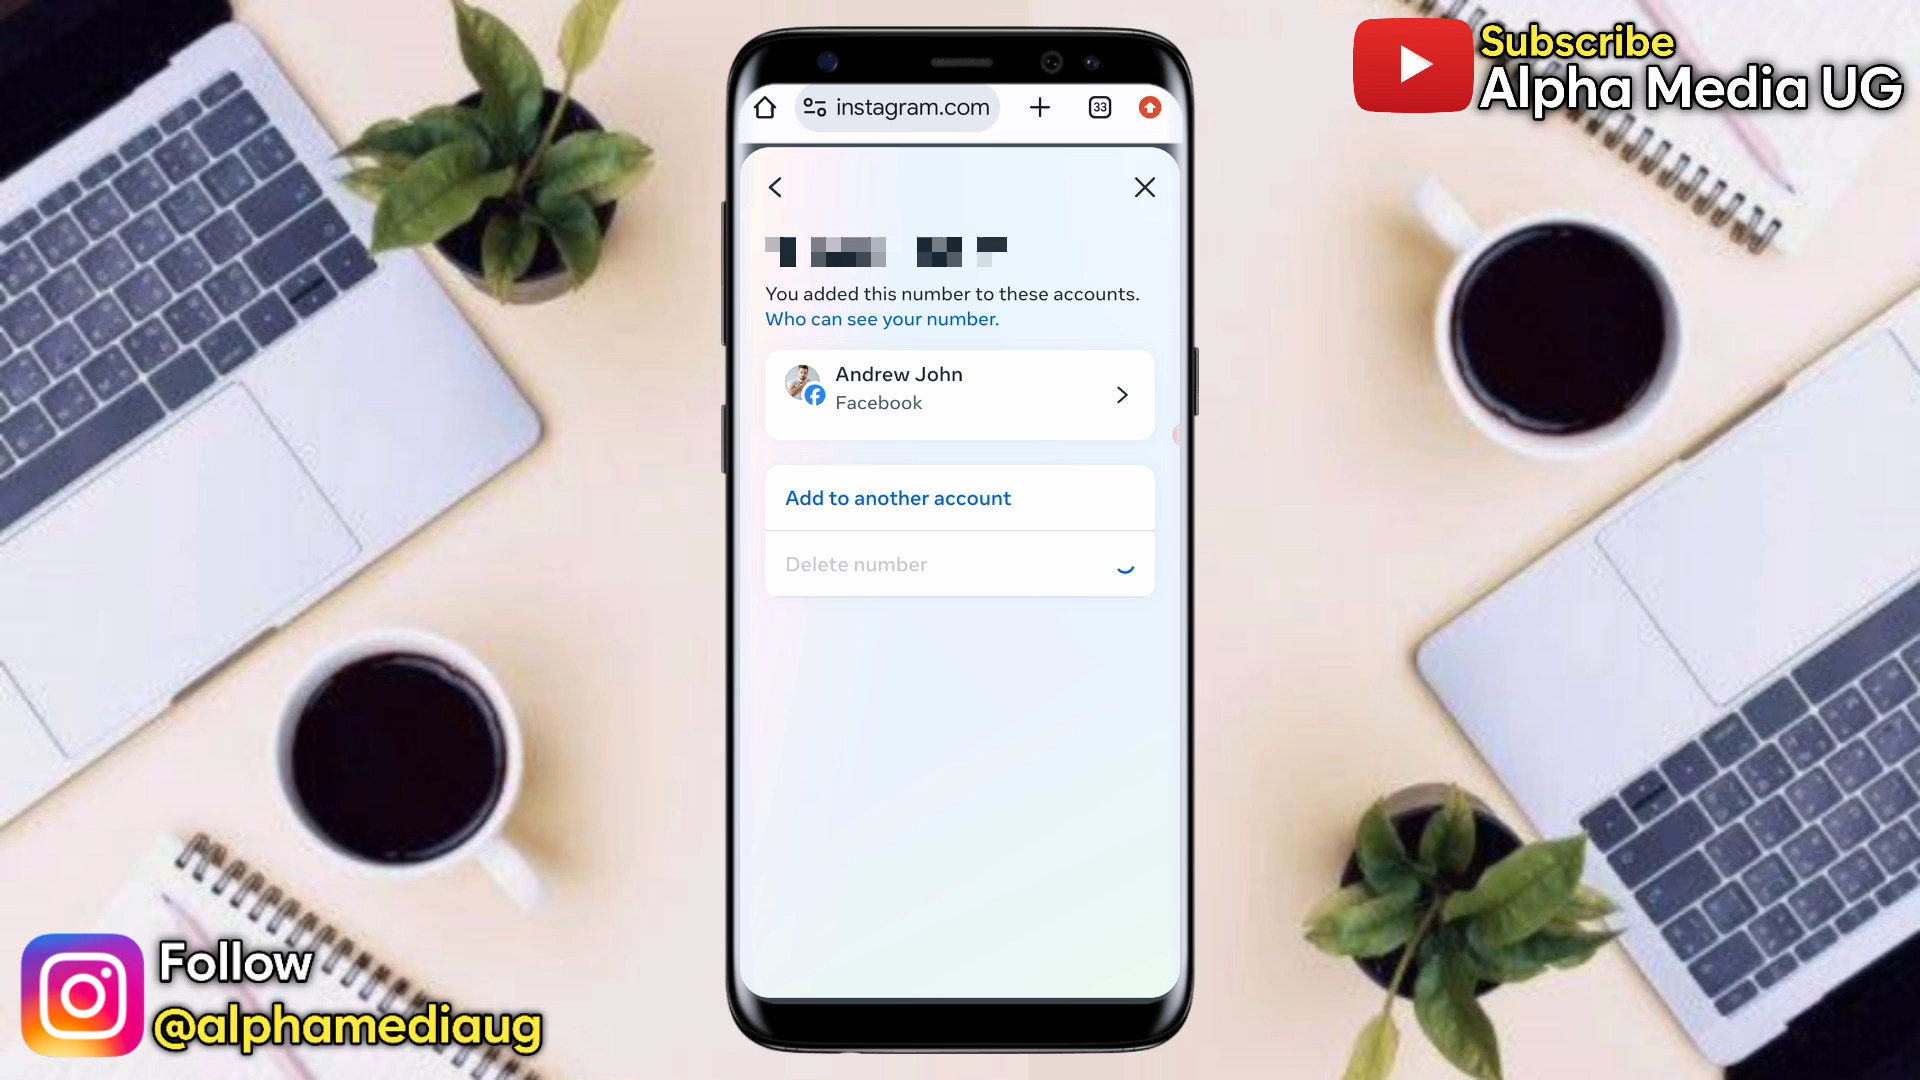 Subscribe
Alpha Media UG
instagram.com
33
You added this number to these accounts.
Who can see your number.
Andrew John
Facebook
Add to another account
Delete number
Follow
@alphamediaug